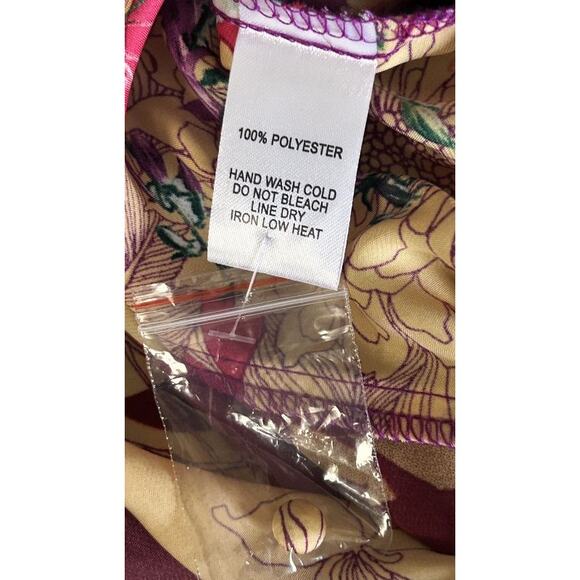 100% POLYESTER
HAND WASH COLD
DO NOT BLEACH
LINE DRY
IRON LOW HEAT